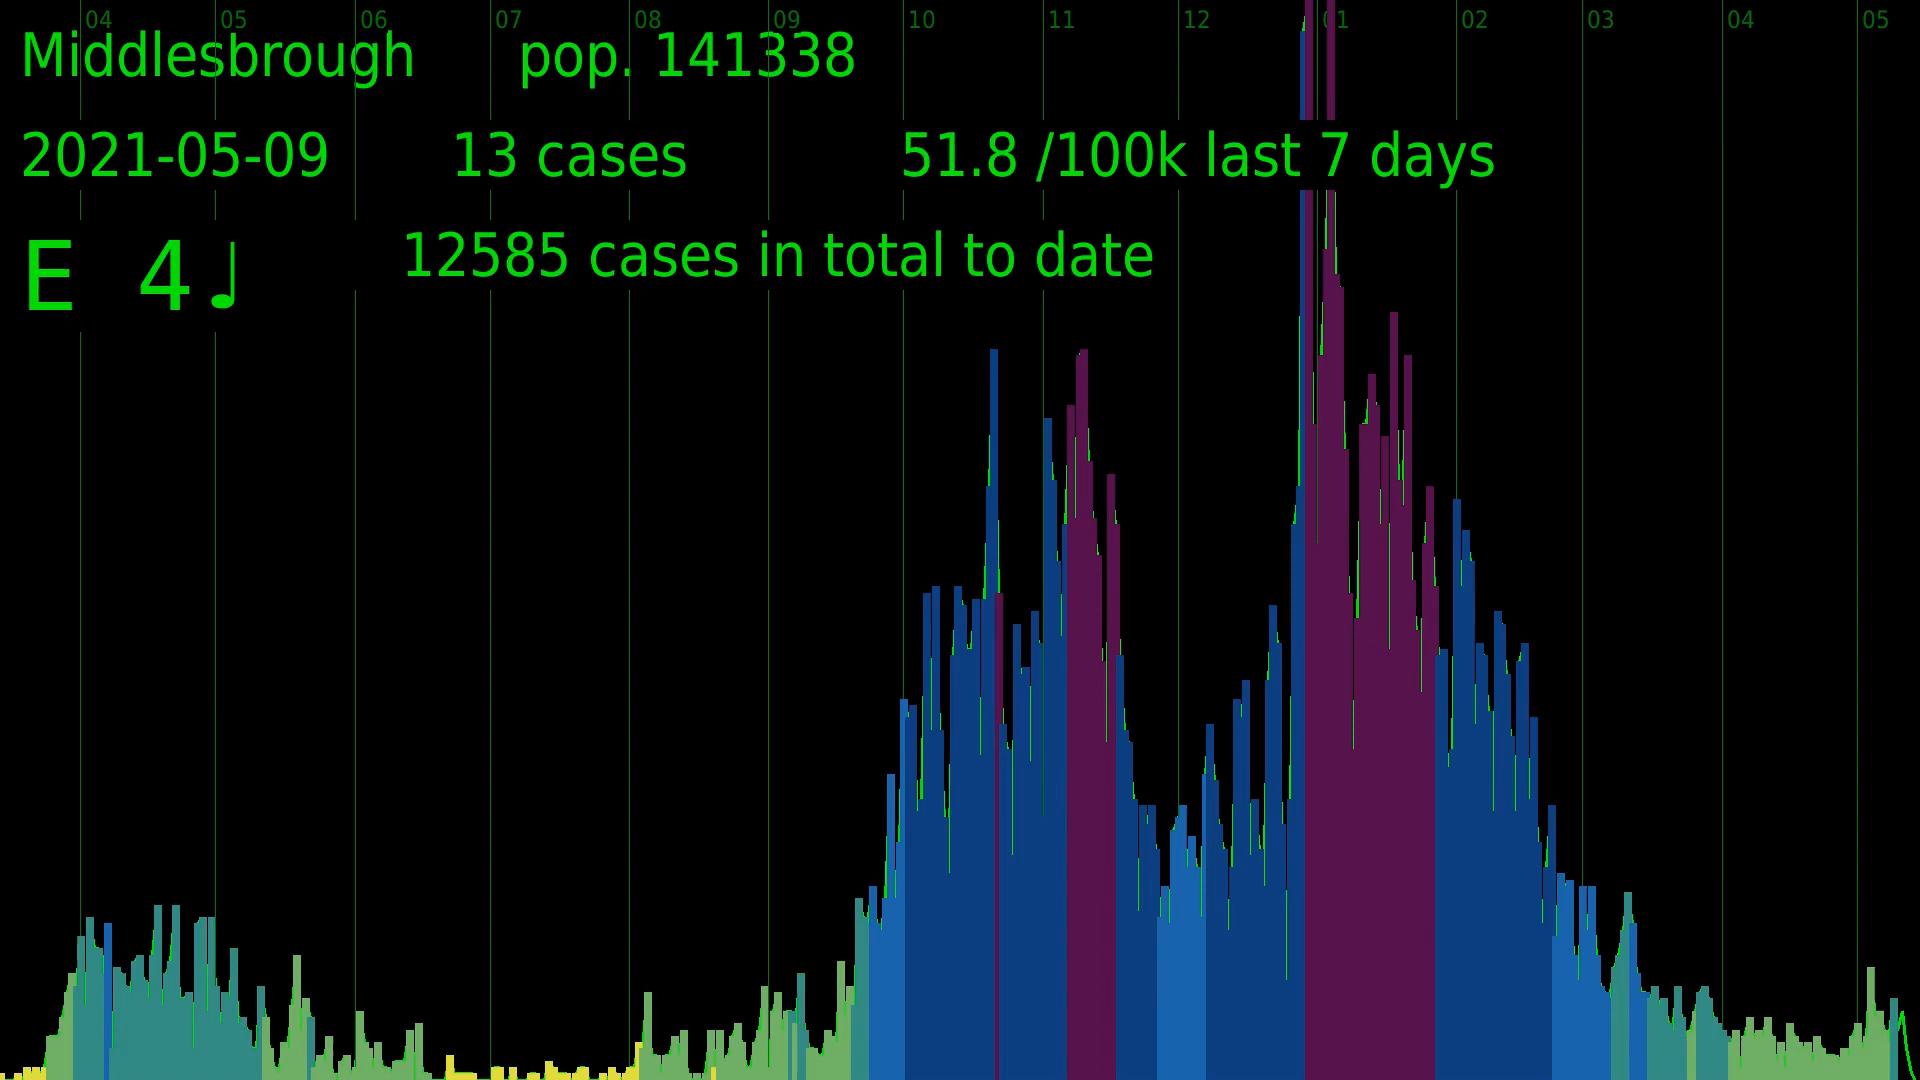 04 05 06 07 08 09 10 11 12 01 02 03 04 05
Middlesbrough pop. 141338
2021-05-09 13 cases 51.8 /100k last 7 days
E 4♩ 12585 cases in total to date